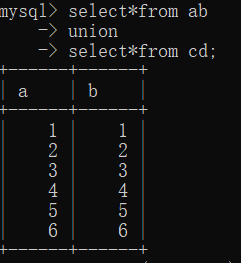 mysql> select*from ab
    -> union
    -> select*from cd;
+------+------+
| a    | b    |
+------+------+
|    1 |    1 |
|    2 |    2 |
|    3 |    3 |
|    4 |    4 |
|    5 |    5 |
|    6 |    6 |
+------+------+